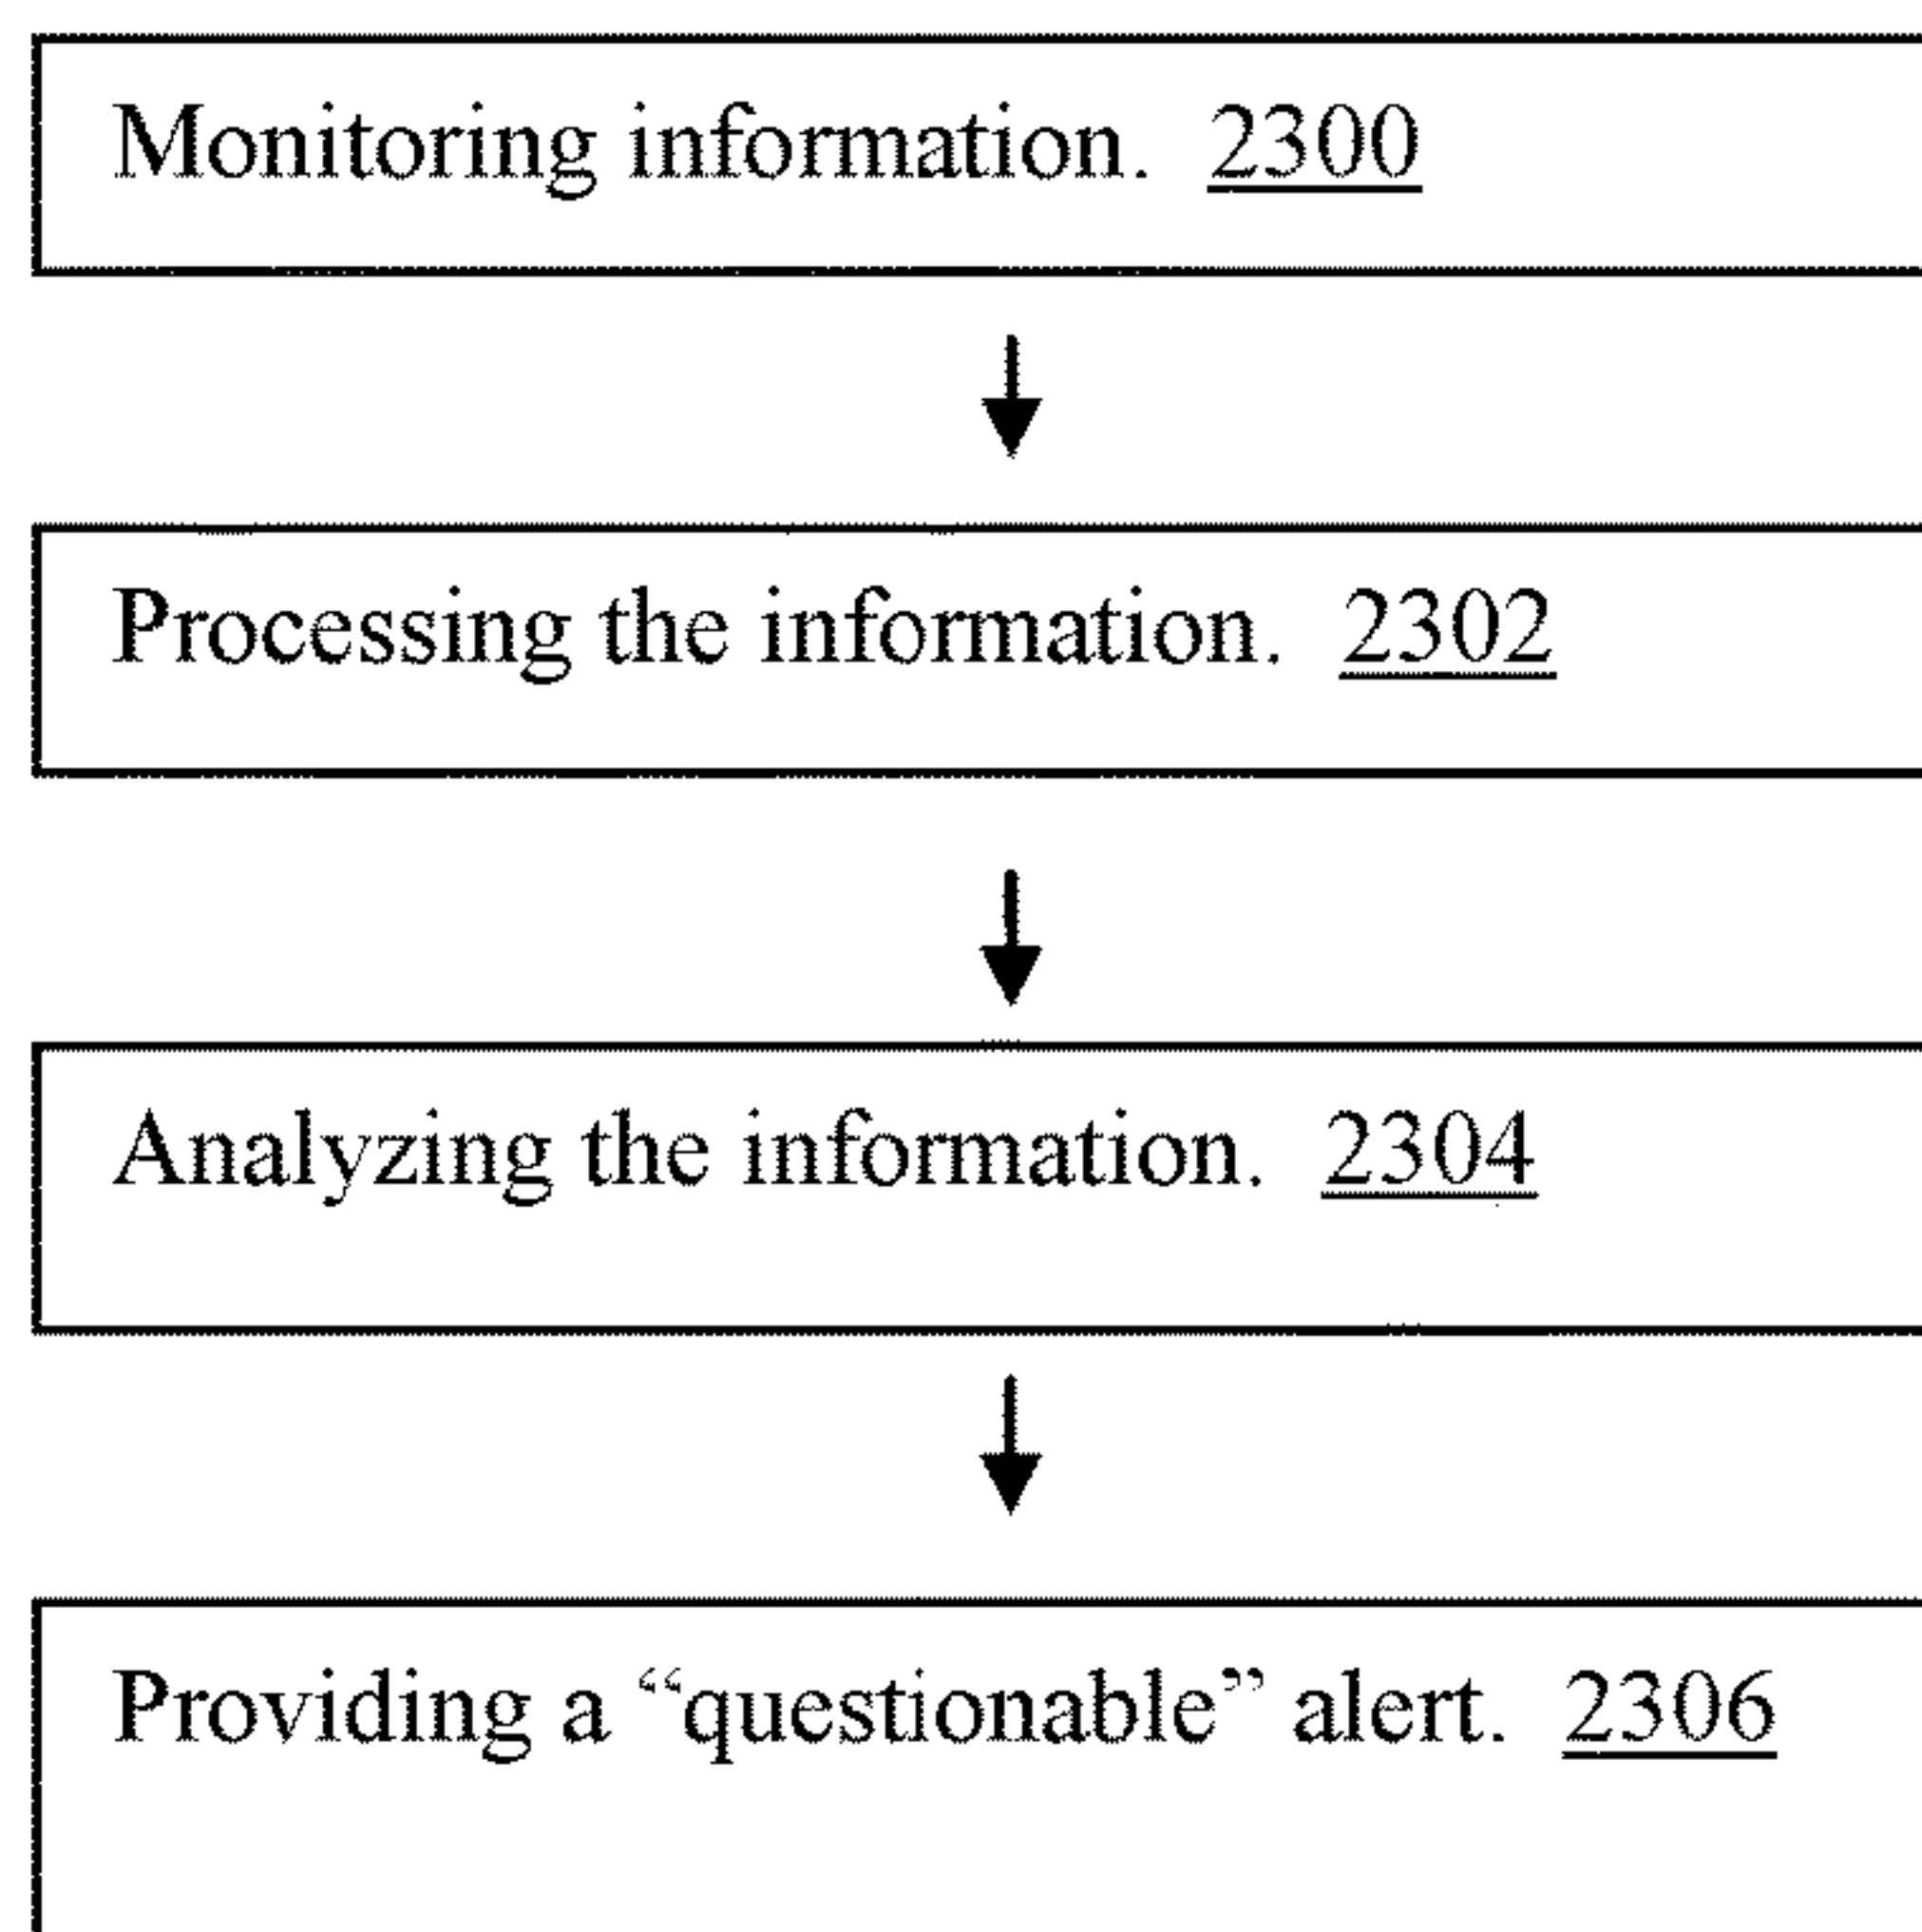 Monitoring information. 2300
Processing the information. 2302
Analyzing the information. 2304
Providing a “questionable” alert. 2306